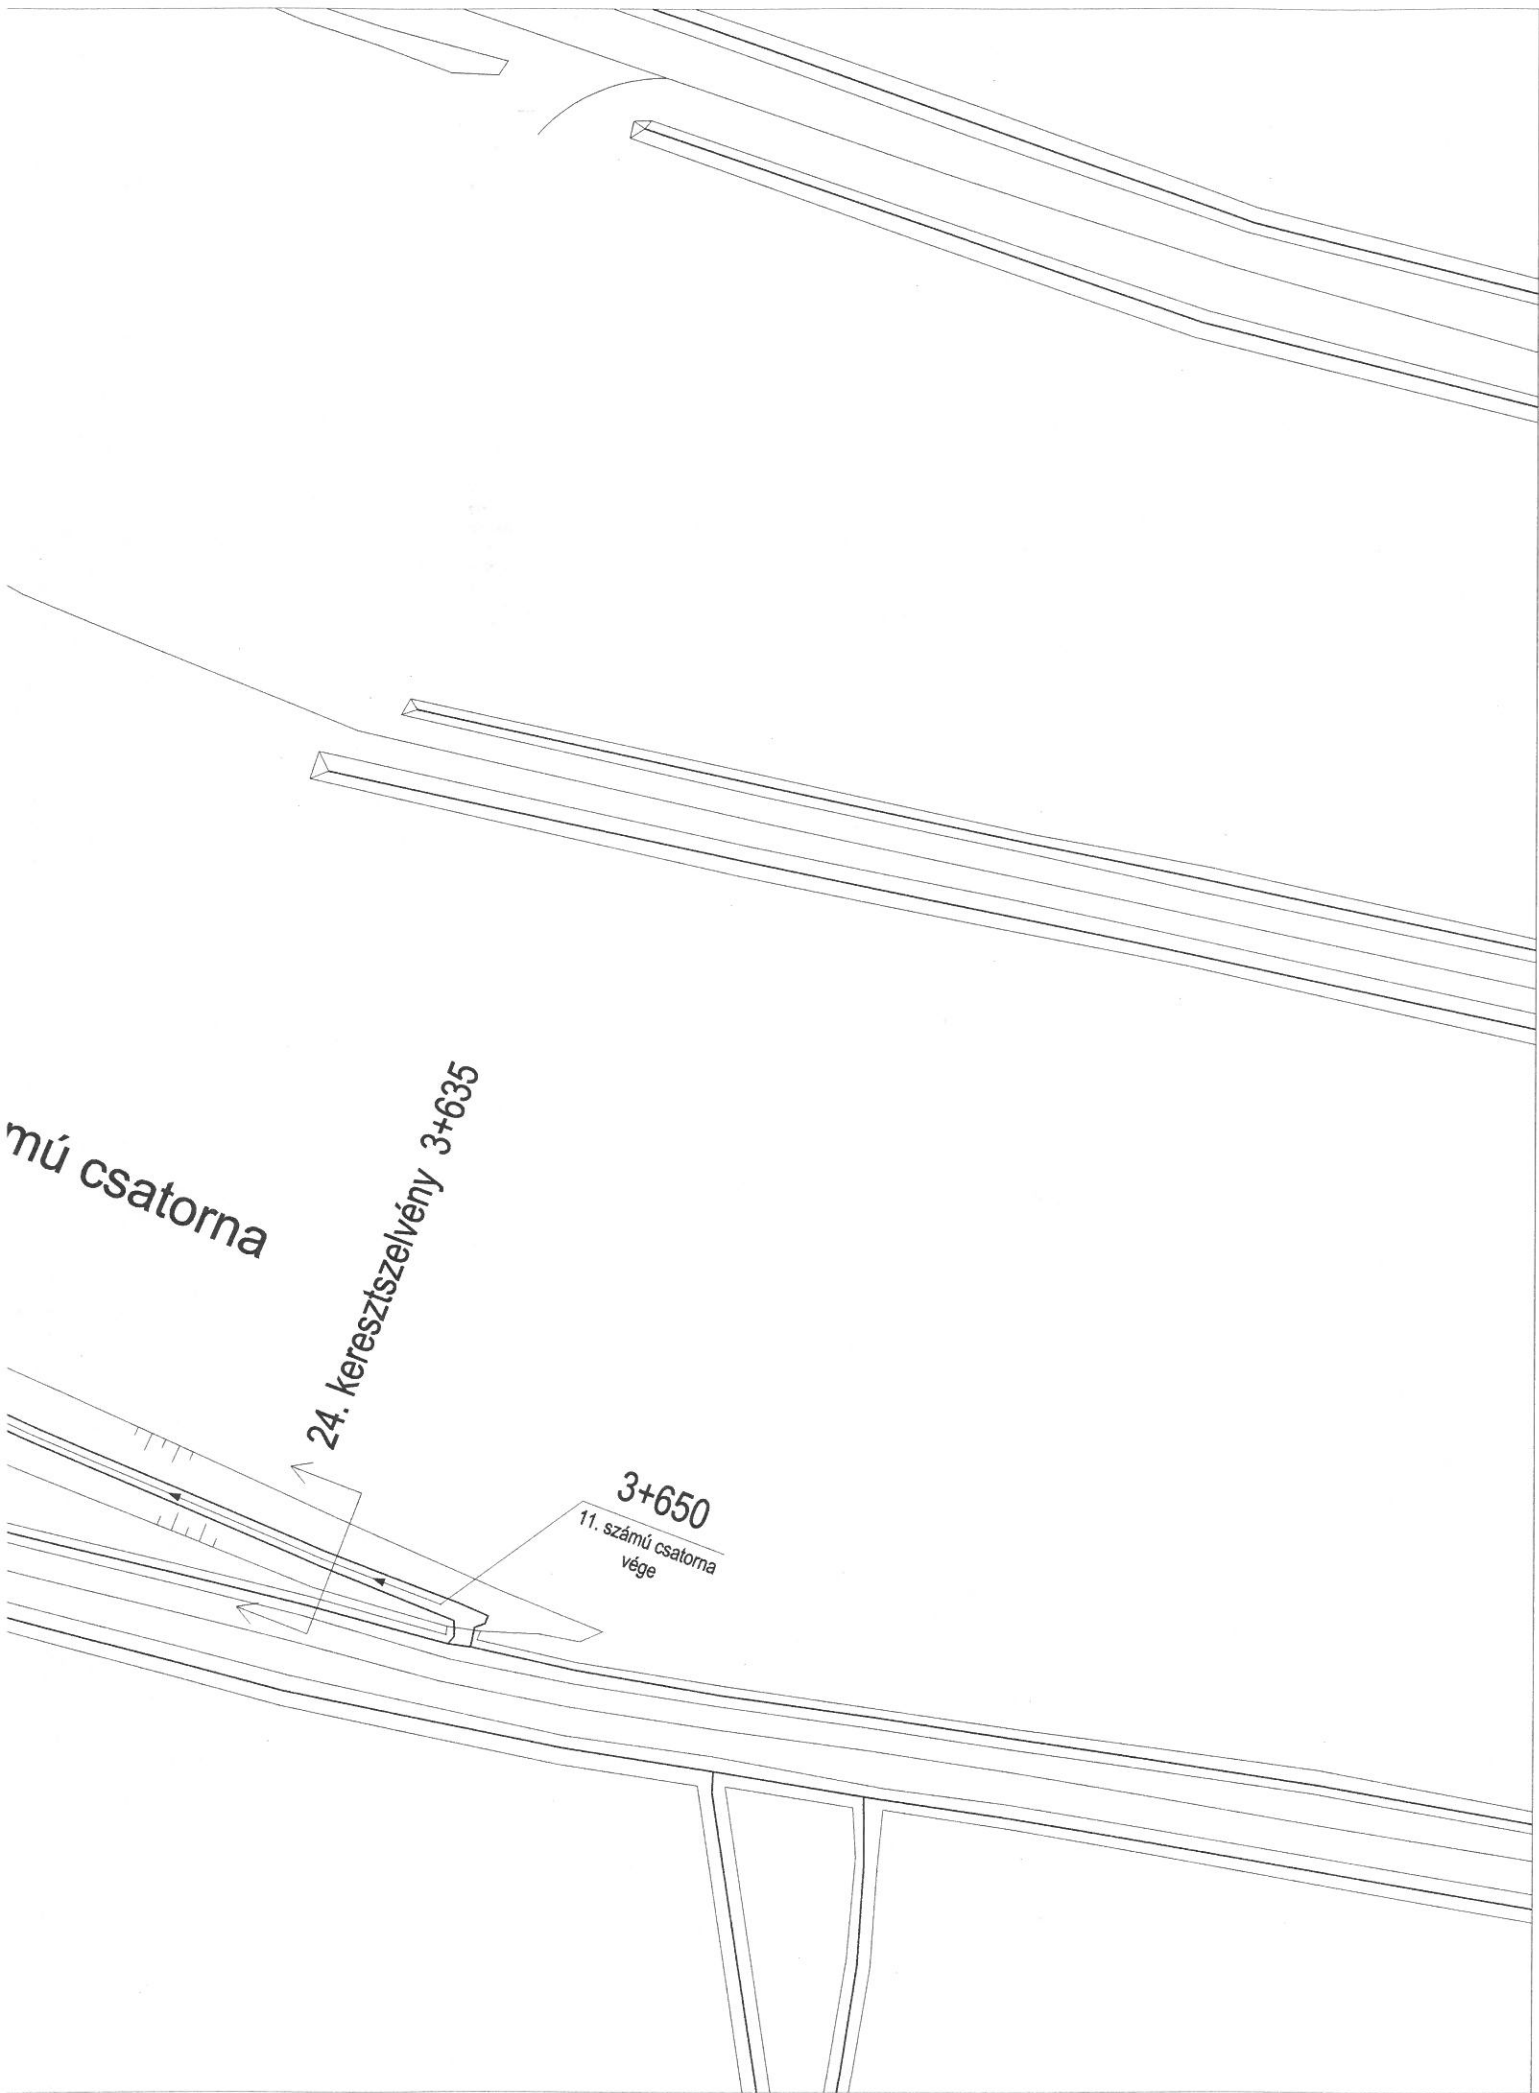 24. keresztszelvény 3+635
mú csatorna
3+650
11. számú csatorna
vége